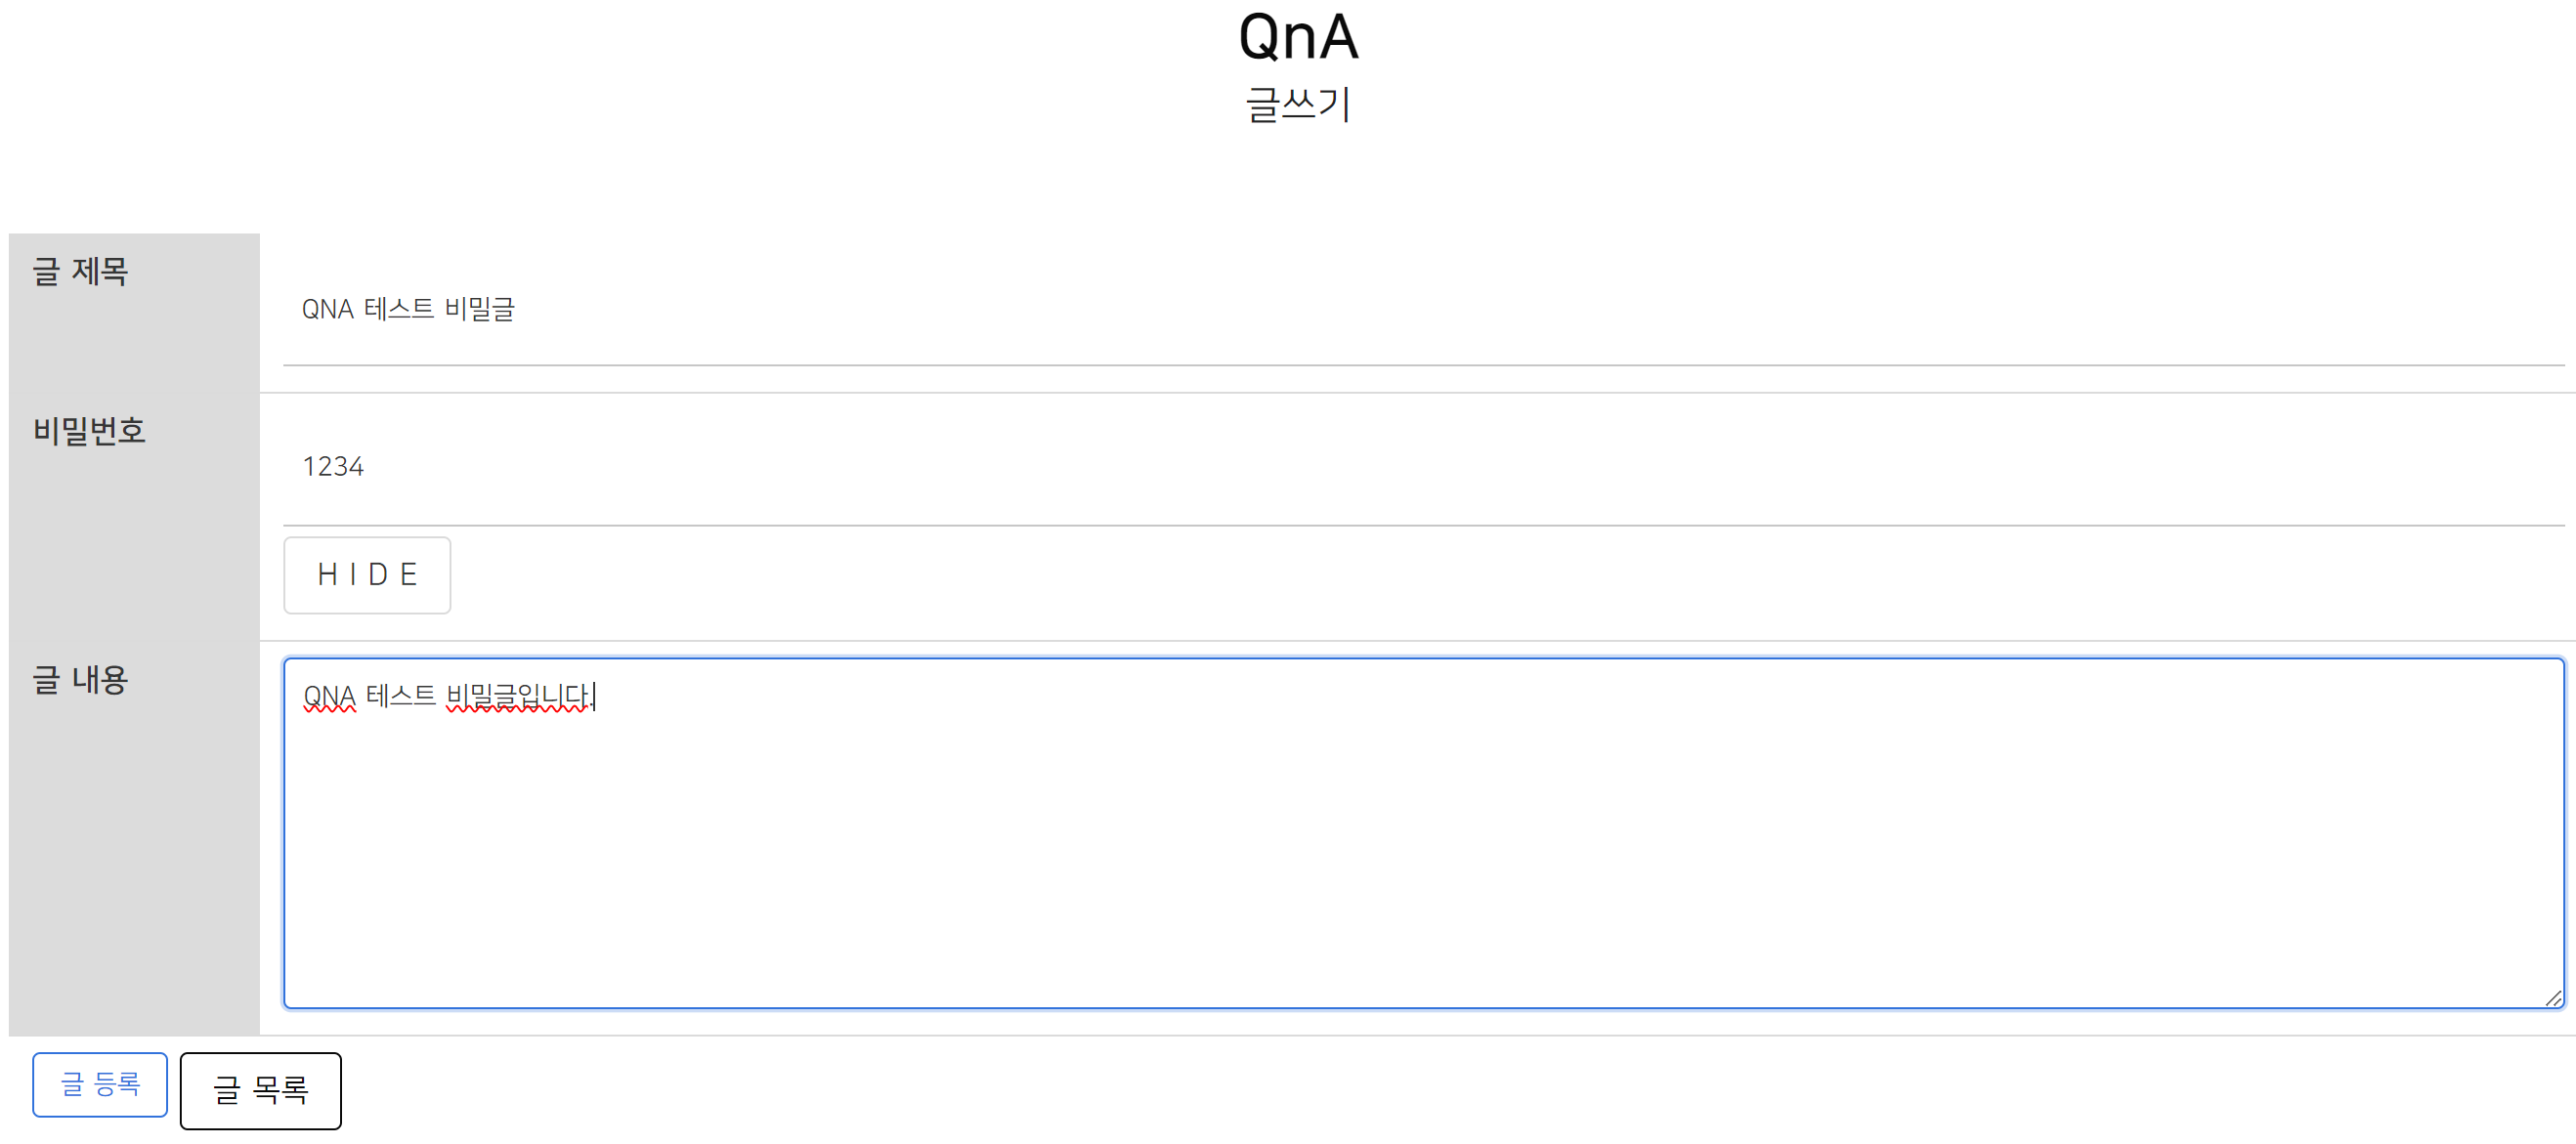 QnA
글쓰기
글 제목
QNA 테스트 비밀글
비밀번호
1234
HIDE
글 내용
QNA 테스트 비밀글입니다.
글 등록
글 목록